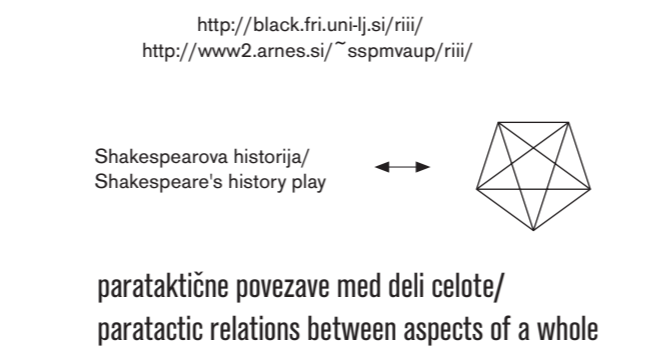 http://black.fri.uni-lj.si/riii/
http://www2.arnes.si/~sspmvaup/riii/
Shakespearova historija/
Shakespeare's history play
parataktične povezave med deli celote/
paratactic relations between aspects of a whole